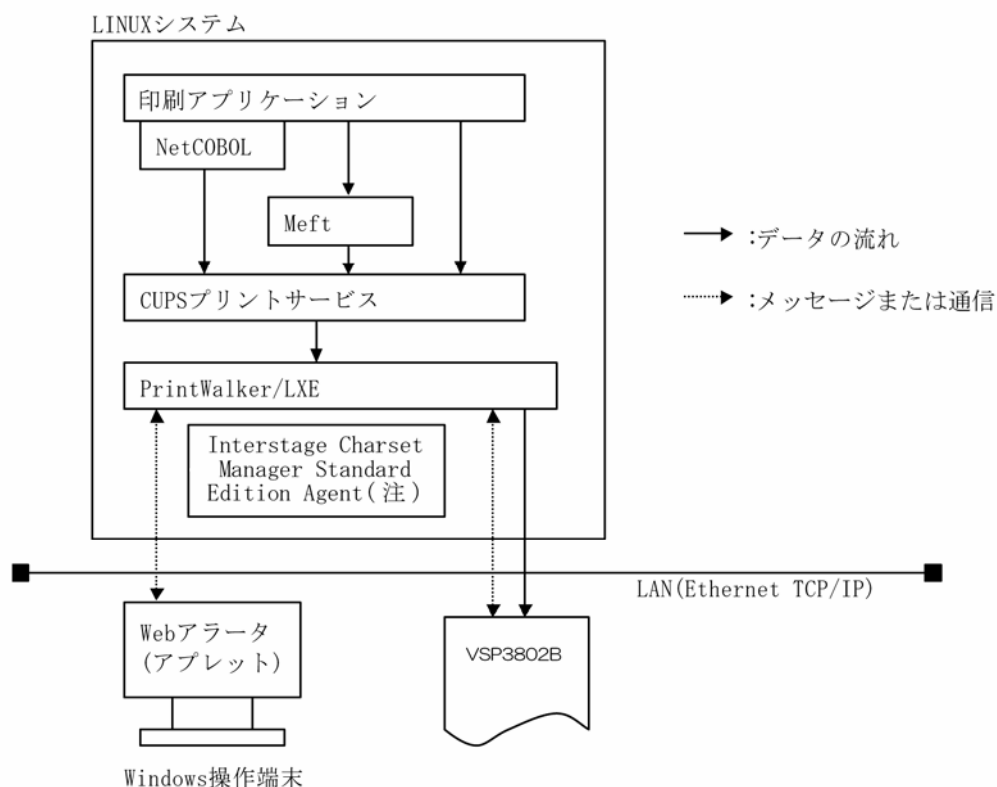 LINUXシステム
印刷アプリケーション
NetCOBOL
Meft
:データの流れ
CUPSプリントサービス
:メッセージまたは通信
PrintWalker/LXE
Interstage Charset
Manager Standard
Edition Agent(注)
LAN(Ethernet TCP/IP)
Webアラータ
(アプレット)
VSP3802B
Windows操作端末